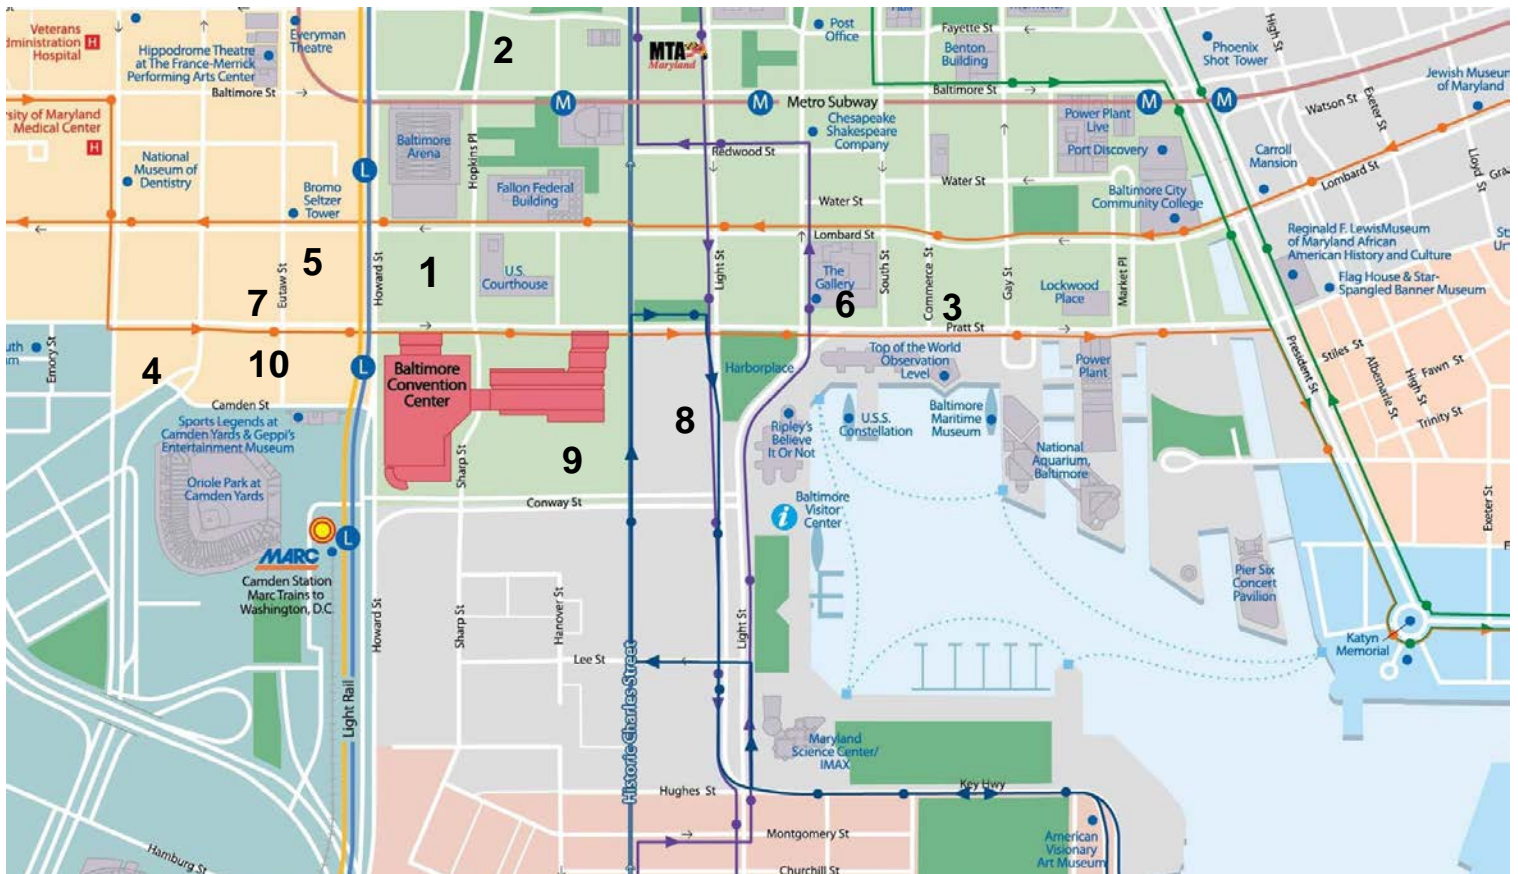 Veterans
dministration
Hospital
H
Hippodrome Theatre
at The France-Merrick
Performing Arts Center
Everyman
Theatre
2
MTA
Maryland
Post
Office
Fayette St
Benton
Building
High St
Phoenix
Shot Tower
Jewish Museum
of Maryland
Baltimore St
M
M
Metro Subway
Baltimore St
M
M
Watson St
Exeter St
rsity of Maryland
Medical Center
H
Baltimore
Arena
Hopkins Pl
Chesapeake
Shakespeare
Company
Redwood St
Power Plant
Live
Port Discovery
Carroll
Mansion
Lloyd St
Lombard St
National
Museum of
Dentistry
L
Bromo
Seltzer
Tower
Fallon Federal
Building
Water St
Water St
Baltimore City
Community College
Lombard St
Reginald F. LewisMuseum
of Maryland African
American History and Culture
Flag House & Star-
Spangled Banner Museum
5
Eutaw St
Howard St
1
U.S.
Courthouse
Light St
The
Gallery
South St
Commerce St
Gay St
Lockwood
Place
Market Pl
7
6
3
Pratt St
Emory St
4
10
L
Baltimore
Convention
Center
Harborplace
Top of the World
Observation
Level
Power
Plant
President St
Stiles St
Albemarle St
High St
Fawn St
Trinity St
Camden St
Sports Legends at
Camden Yards & Geppi's
Entertainment Museum
8
Ripley's
Believe
It Or Not
U.S.S.
Constellation
Baltimore
Maritime
Museum
National
Aquarium,
Baltimore
Oriole Park at
Camden Yards
Sharp St
9
Conway St
i
Baltimore
Visitor
Center
Exeter St
MARC
L
Camden Station
Marc Trains to
Washington, D.C.
Howard St
Sharp St
Hanover St
Historic Charles Street
Light St
Pier Six
Concert
Pavilion
Katyn
Memorial
Lee St
Light Rail
Maryland
Science Center/
IMAX
Hughes St
Key Hwy
Montgomery St
American
Visionary
Art Museum
Hamburg St
Churchill St